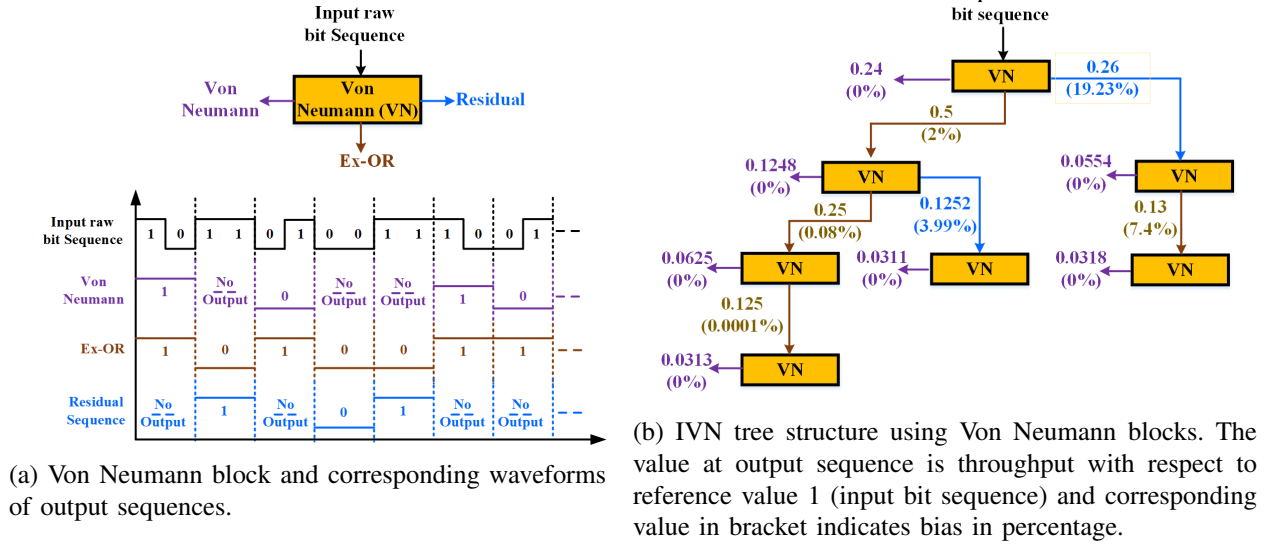 Input raw
bit Sequence
Von
Neumann
Von
Neumann (VN)
Residual
Ex-OR
Input raw
bit Sequence
1 0 1 1 0 1 0 0 1 1 1 0 0 1
Von
Neumann
1
No
Output
0
No
Output
No
Output
1
0
Ex-OR
1 0 1 0 0 1 1
Residual
Sequence
No
Output
1
No
Output
0
1
No
Output
No
Output
(a) Von Neumann block and corresponding waveforms
of output sequences.
bit sequence
VN
0.24
(0%)
0.26
(19.23%)
0.5
(2%)
VN
0.1248
(0%)
0.1252
(3.99%)
0.25
(0.08%)
VN
0.0554
(0%)
0.13
(7.4%)
VN
0.0625
(0%)
0.125
(0.0001%)
VN
0.0311
(0%)
VN
0.0318
(0%)
VN
0.0313
(0%)
(b) IVN tree structure using Von Neumann blocks. The
value at output sequence is throughput with respect to
reference value 1 (input bit sequence) and corresponding
value in bracket indicates bias in percentage.